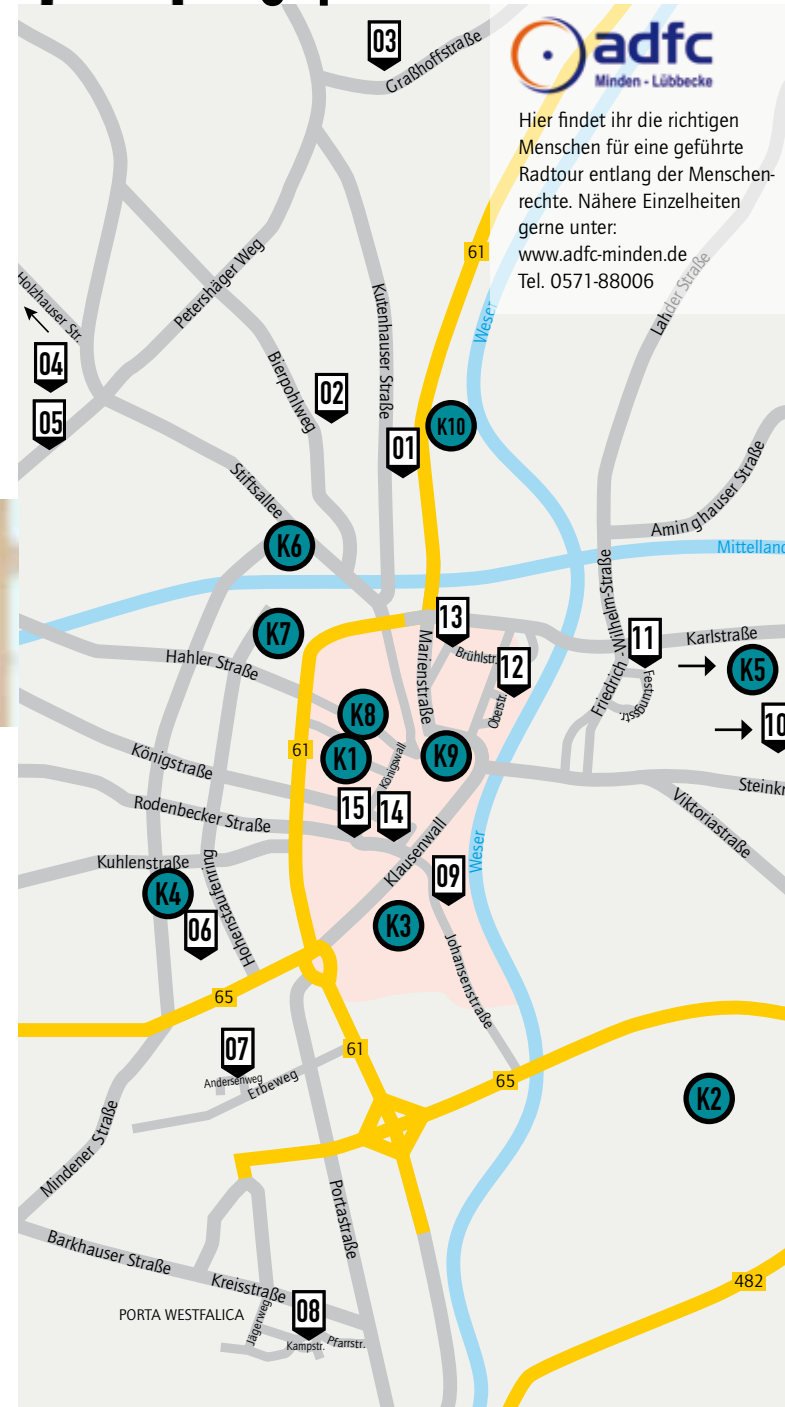 03
Graßhoffstraße
adfc
Minden - Lübbecke
Hier findet ihr die richtigen
Menschen für eine geführte
Radtour entlang der Menschen-
rechte. Nähere Einzelheiten
gerne unter:
www.adfc-minden.de
Tel. 0571-88006
61
Weser
Lahder Straße
Petershäger Weg
Holzhauser Str.
Kutenhauser Straße
04
Bierpohlweg
02
05
01
K10
Stiftsallee
Aminghauser Straße
K6
Mittelland
Friedrich-Wilhelm-Straße
13
K7
Marienstraße
Brühlstr.
11
Karlstraße
Hahler Straße
12
K5
Festungsstr.
Oberstr.
K8
10
61
K1
Königswall
K9
Königstraße
Steinkr
15
14
Rodenbecker Straße
Viktoriastraße
Klausenwall
Weser
Kuhlenstraße
09
K4
Hohenstaufenring
K3
06
Johansenstraße
65
07
61
Andersenweg
Erbeweg
65
K2
Mindener Straße
Portastraße
Barkhauser Straße
482
Kreisstraße
PORTA WESTFALICA
08
Jägerweg
Kampstr.
Pfarrstr.